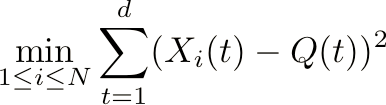 \min_{1 \leq i \leq N} \sum_{t=1}^{d} (X_i(t) - Q(t))^2